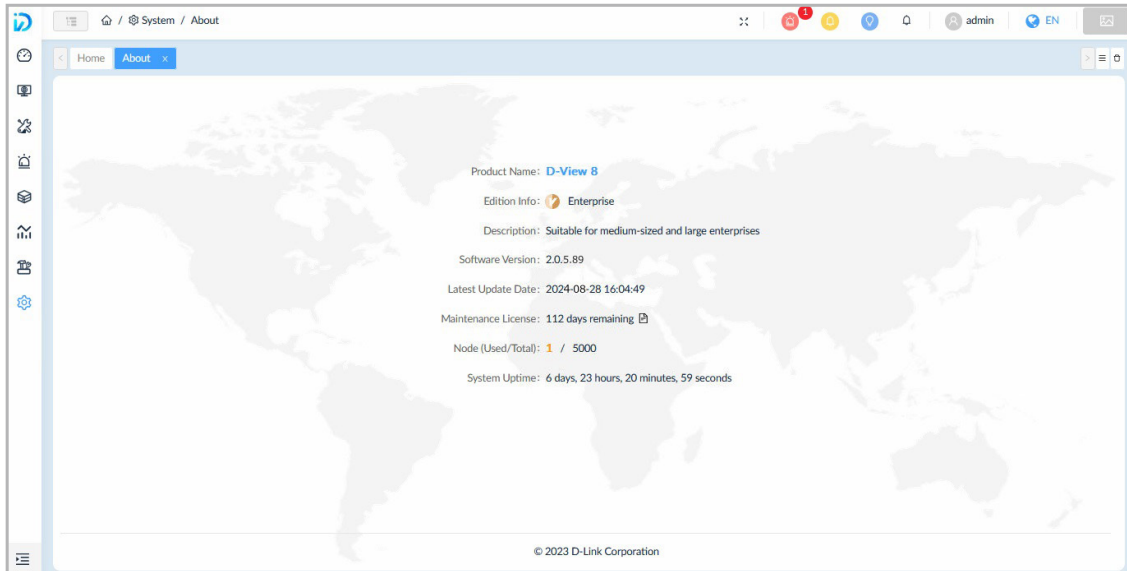 / System / About
1
admin
EN
Home
About x
Product Name: D-View 8
Edition Info: Enterprise
Description: Suitable for medium-sized and large enterprises
Software Version: 2.0.5.89
Latest Update Date: 2024-08-28 16:04:49
Maintenance License: 112 days remaining
Node (Used/Total): 1 / 5000
System Uptime: 6 days, 23 hours, 20 minutes, 59 seconds
© 2023 D-Link Corporation